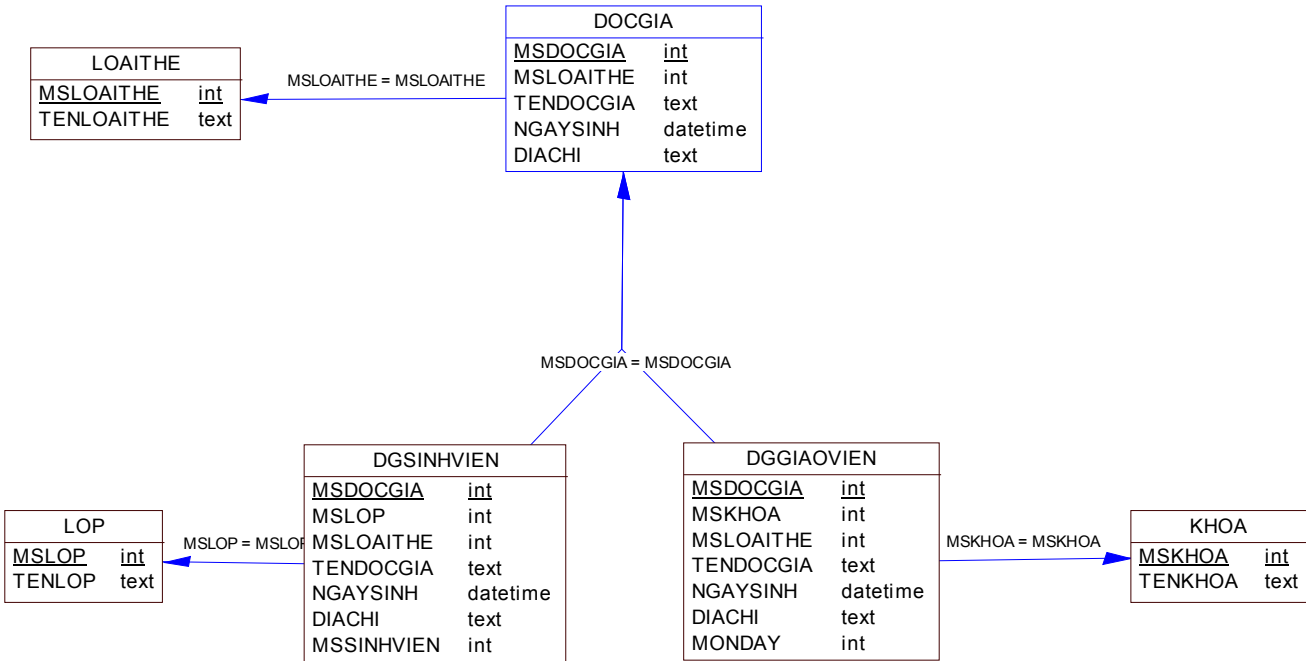 DOCGIA
MSDOCGIA int
MSLOAITHE int
TENDOCGIA text
NGAYSINH datetime
DIACHI text
LOAITHE
MSLOAITHE int
TENLOAITHE text
MSLOAITHE = MSLOAITHE
MSDOCGIA = MSDOCGIA
DGSINHVIEN
MSDOCGIA int
MSLOP int
MSLOAITHE int
TENDOCGIA text
NGAYSINH datetime
DIACHI text
MSSINHVIEN int
DGGIAOVIEN
MSDOCGIA int
MSKHOA int
MSLOAITHE int
TENDOCGIA text
NGAYSINH datetime
DIACHI text
MONDAY int
LOP
MSLOP int
TENLOP text
MSLOP = MSLOP
MSKHOA = MSKHOA
KHOA
MSKHOA int
TENKHOA text